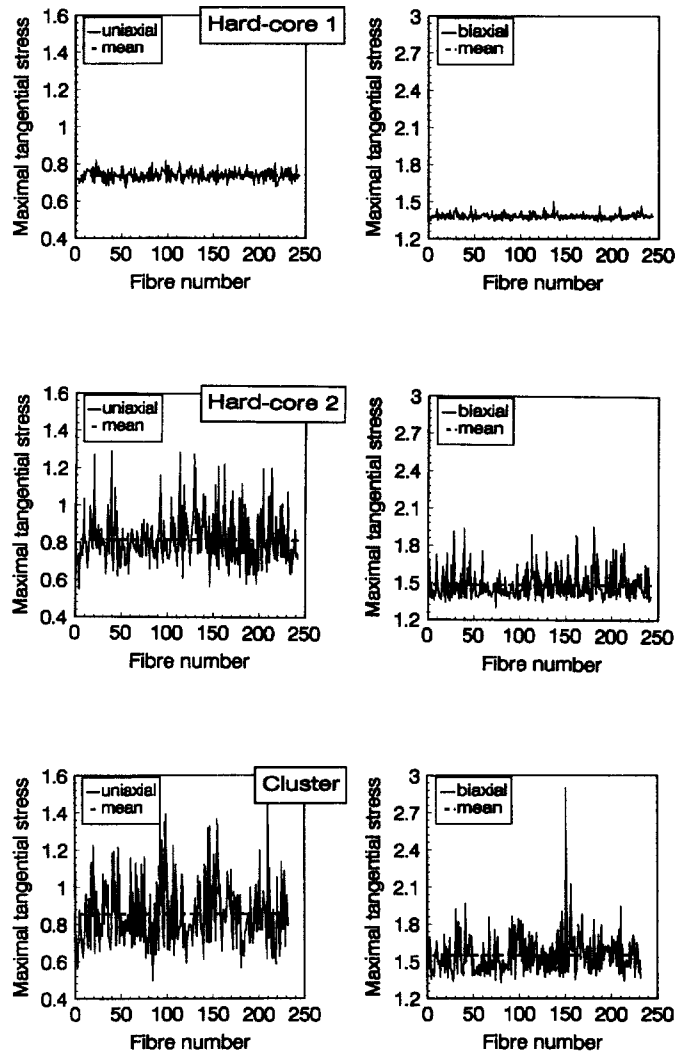 Hard-core 1
Maximal tangential stress
1.6
1.4
1.2
1
0.8
0.6
0.4
uniaxial
mean
0 50 100 150 200 250
Fibre number
Maximal tangential stress
3
2.7
2.4
2.1
1.8
1.5
1.2
biaxial
mean
0 50 100 150 200 250
Fibre number
Hard-core 2
Maximal tangential stress
1.6
1.4
1.2
1
0.8
0.6
0.4
uniaxial
mean
0 50 100 150 200 250
Fibre number
Maximal tangential stress
3
2.7
2.4
2.1
1.8
1.5
1.2
biaxial
mean
0 50 100 150 200 250
Fibre number
Cluster
Maximal tangential stress
1.6
1.4
1.2
1
0.8
0.6
0.4
uniaxial
mean
0 50 100 150 200 250
Fibre number
Maximal tangential stress
3
2.7
2.4
2.1
1.8
1.5
1.2
biaxial
mean
0 50 100 150 200 250
Fibre number